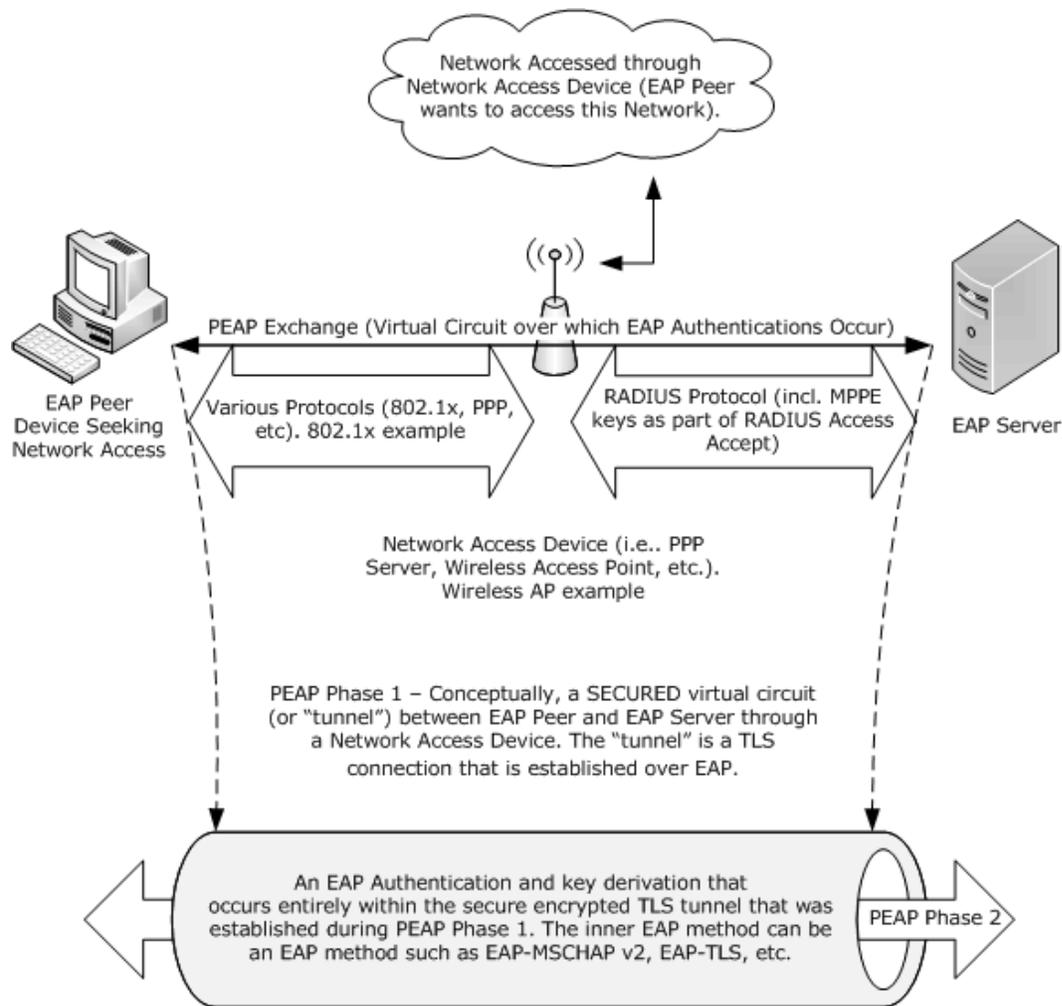 Network Accessed through
Network Access Device (EAP Peer
wants to access this Network).
PEAP Exchange (Virtual Circuit over which EAP Authentications Occur)
EAP Peer
Device Seeking
Network Access
Various Protocols (802.1x, PPP,
etc). 802.1x example
RADIUS Protocol (incl. MPPE
keys as part of RADIUS Access
Accept)
EAP Server
Network Access Device (i.e.. PPP
Server, Wireless Access Point, etc.).
Wireless AP example
PEAP Phase 1 – Conceptually, a SECURED virtual circuit
(or “tunnel”) between EAP Peer and EAP Server through
a Network Access Device. The “tunnel” is a TLS
connection that is established over EAP.
An EAP Authentication and key derivation that
occurs entirely within the secure encrypted TLS tunnel that was
established during PEAP Phase 1. The inner EAP method can be
an EAP method such as EAP-MSCHAP v2, EAP-TLS, etc.
PEAP Phase 2